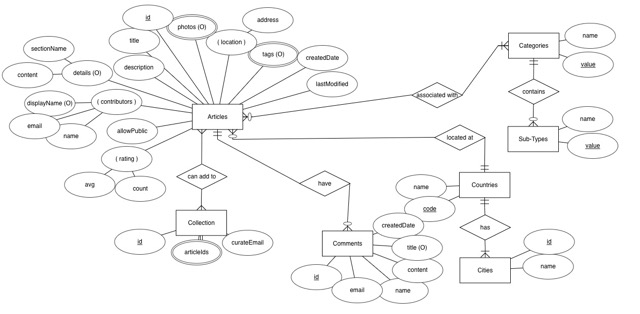 id
photos (O)
address
title
( location )
sectionName
tags (O)
description
createdDate
content
details (O)
lastModified
displayName (O)
( contributors )
email
name
allowPublic
Articles
( rating )
avg
count
can add to
Collection
id
articleIds
curateEmail
associated with
located at
have
Categories
name
value
contains
Sub-Types
name
value
Countries
name
code
has
Cities
id
name
Comments
createdDate
title (O)
content
name
email
id